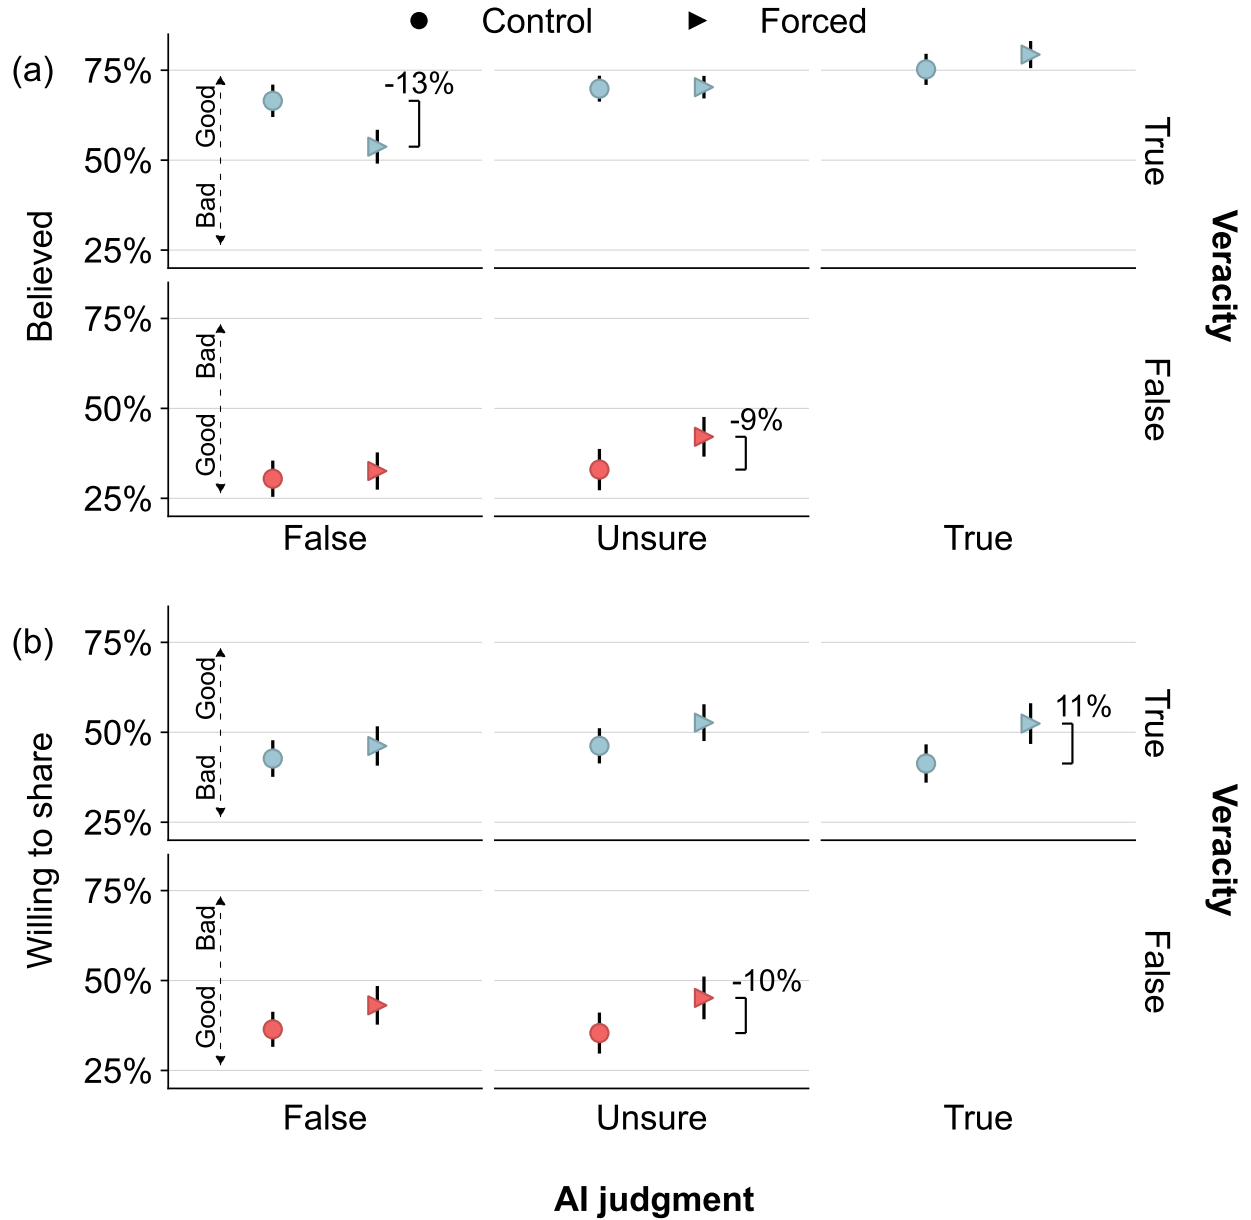 Control Forced
(a)
75%
50%
25%
Good
Bad
-13%
True
Believed
75%
50%
25%
Bad
Good
-9%
False
Veracity
False Unsure True
(b)
75%
50%
25%
Good
Bad
11%
True
Willing to share
75%
50%
25%
Bad
Good
-10%
False
Veracity
False Unsure True
AI judgment